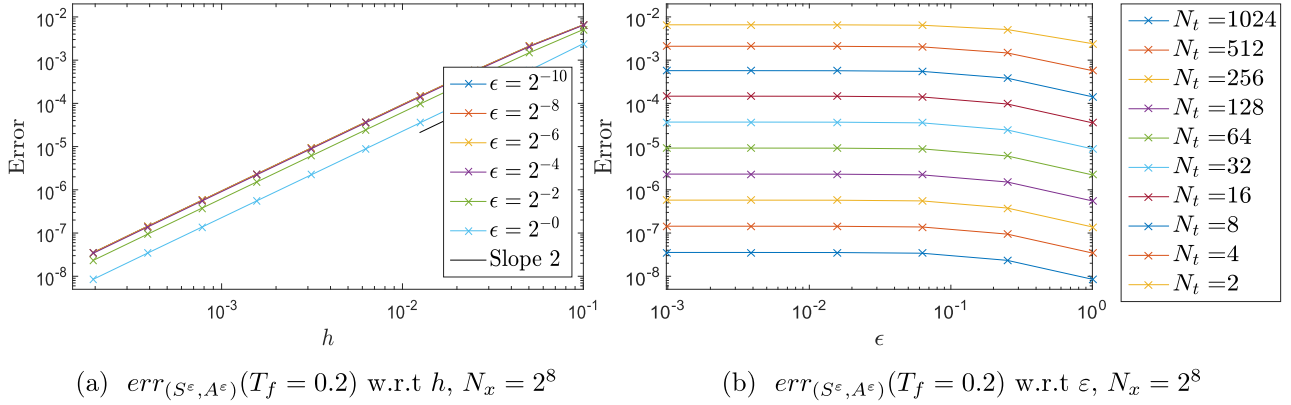 Error
10^{-2}
10^{-3}
10^{-4}
10^{-5}
10^{-6}
10^{-7}
10^{-8}
10^{-3}
10^{-2}
10^{-1}
h
ϵ = 2^{-10}
ϵ = 2^{-8}
ϵ = 2^{-6}
ϵ = 2^{-4}
ϵ = 2^{-2}
ϵ = 2^{-0}
Slope 2
(a) err_{(S^ε,A^ε)}(T_f = 0.2) w.r.t h, N_x = 2^8
Error
10^{-2}
10^{-3}
10^{-4}
10^{-5}
10^{-6}
10^{-7}
10^{-8}
10^{-3}
10^{-2}
10^{-1}
10^0
ϵ
N_t =1024
N_t =512
N_t =256
N_t =128
N_t =64
N_t =32
N_t =16
N_t =8
N_t =4
N_t =2
(b) err_{(S^ε,A^ε)}(T_f = 0.2) w.r.t ε, N_x = 2^8